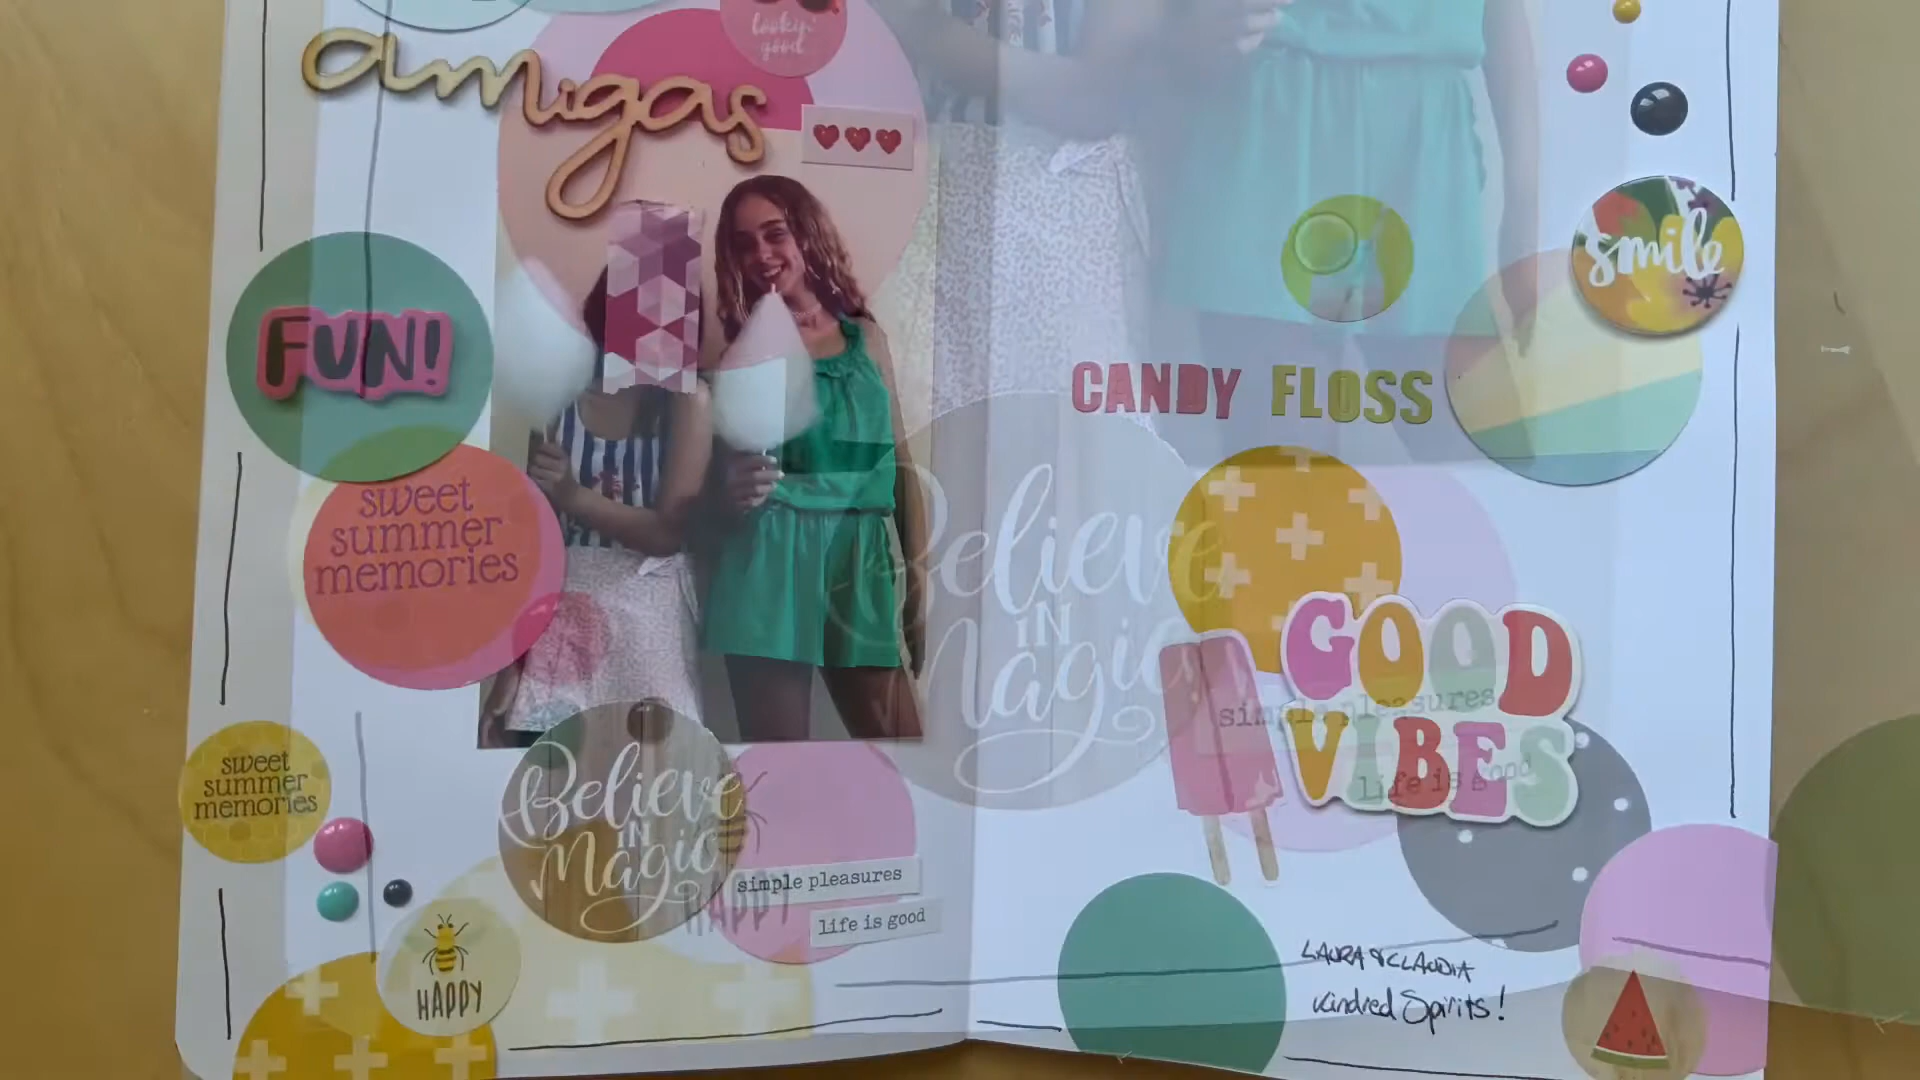 lookin'
good
amigas
FUN!
sweet
summer
memories
sweet
summer
memories
Believe
IN
Magic
simple pleasures
life is good
HAPPY
HAPPY
smile
CANDY FLOSS
Believe
IN
Magic
GOOD
VIBES
simple pleasures
life is good
LAURA & CLAUDIA
kindred Spirits!